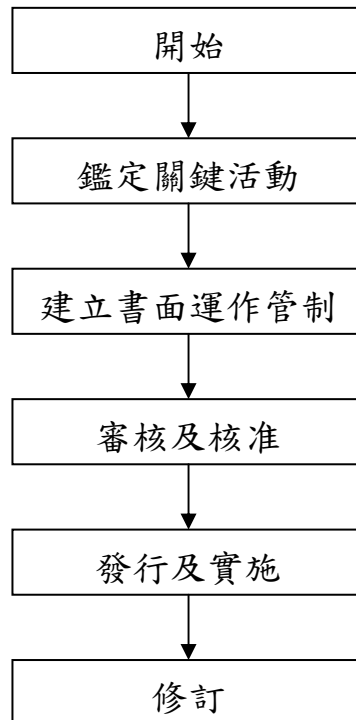 開始
鑑定關鍵活動
建立書面運作管制
審核及核准
發行及實施
修訂